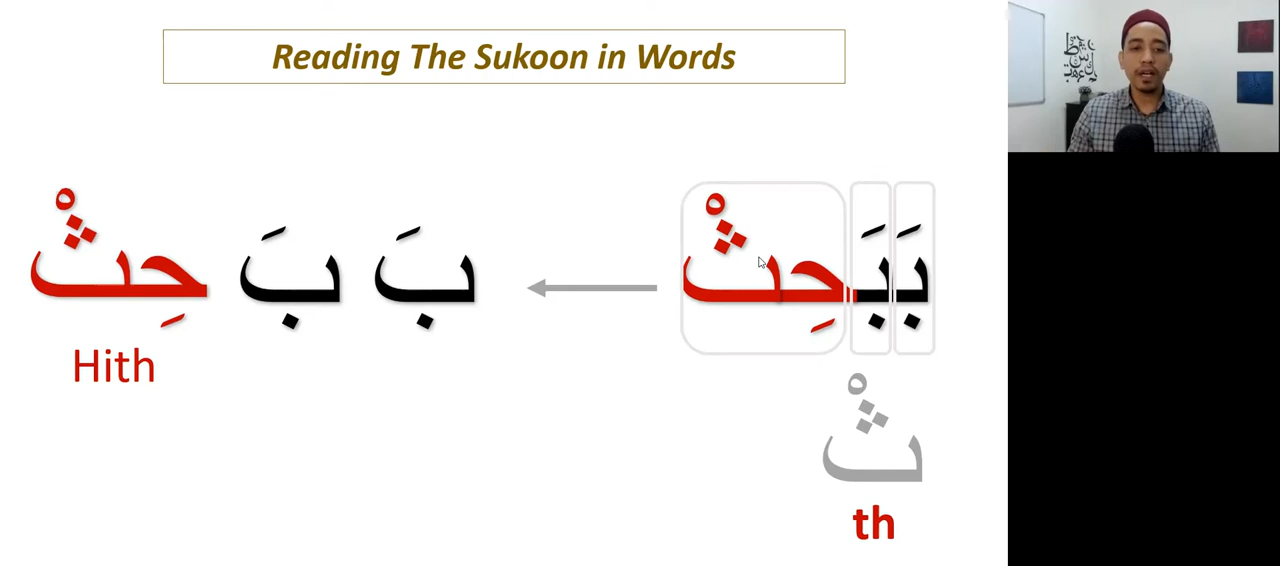 Reading The Sukoon in Words
بَبَحِثْ
بَ بَ حِثْ
Hith
ثْ
th